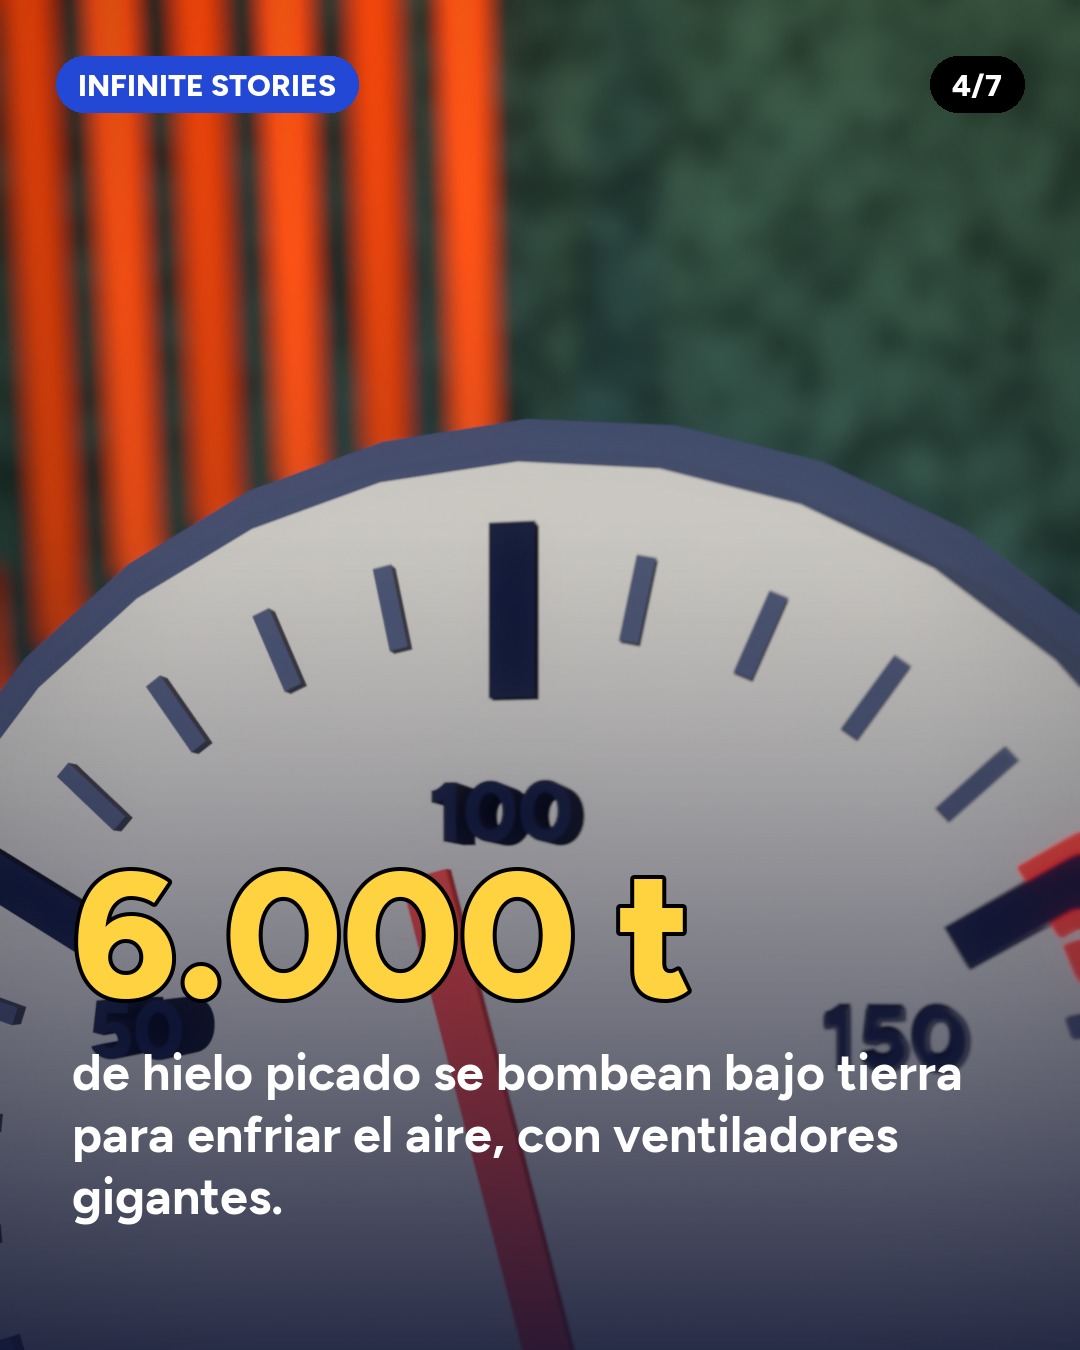 INFINITE STORIES
4/7
100
6.000 t
50
150
de hielo picado se bombean bajo tierra
para enfriar el aire, con ventiladores
gigantes.